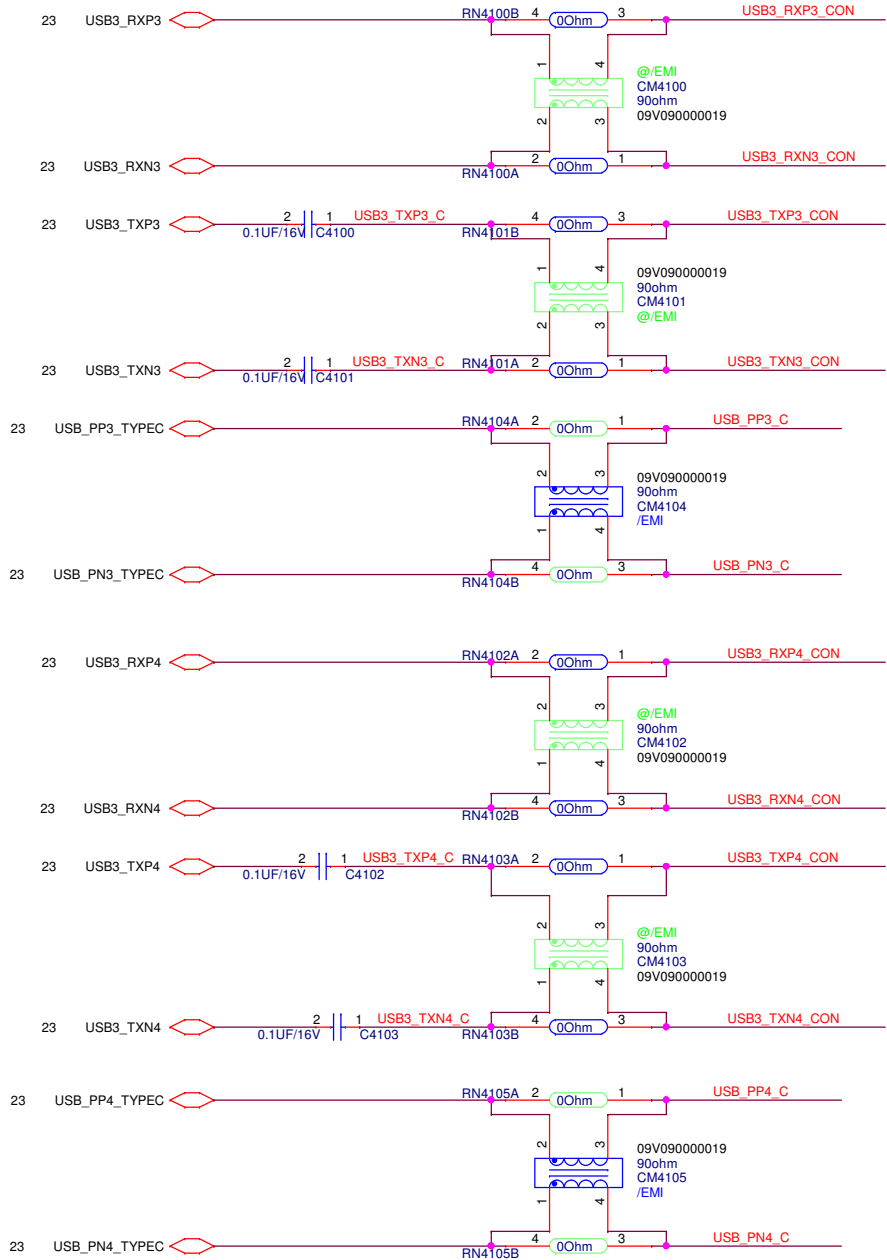 RN4100B 4 0Ohm 3 USB3_RXP3_CON
23 USB3_RXP3
1 4
@/EMI
CM4100
90ohm
09V090000019
2 3
23 USB3_RXN3 2 0Ohm 1 USB3_RXN3_CON
RN4100A
23 USB3_TXP3 2 1 USB3_TXP3_C 4 0Ohm 3 USB3_TXP3_CON
0.1UF/16V C4100 RN4101B
1 4
09V090000019
90ohm
CM4101
@/EMI
2 3
23 USB3_TXN3 2 1 USB3_TXN3_C RN4101A 2 0Ohm 1 USB3_TXN3_CON
0.1UF/16V C4101
23 USB_PP3_TYPEC RN4104A 2 0Ohm 1 USB_PP3_C
2 3
09V090000019
90ohm
CM4104
/EMI
1 4
23 USB_PN3_TYPEC 4 0Ohm 3 USB_PN3_C
RN4104B
23 USB3_RXP4 RN4102A 2 0Ohm 1 USB3_RXP4_CON
2 3
@/EMI
90ohm
CM4102
09V090000019
1 4
23 USB3_RXN4 4 0Ohm 3 USB3_RXN4_CON
RN4102B
23 USB3_TXP4 2 1 USB3_TXP4_C RN4103A 2 0Ohm 1 USB3_TXP4_CON
0.1UF/16V C4102
2 3
@/EMI
90ohm
CM4103
09V090000019
1 4
23 USB3_TXN4 2 1 USB3_TXN4_C 4 0Ohm 3 USB3_TXN4_CON
0.1UF/16V C4103 RN4103B
23 USB_PP4_TYPEC RN4105A 2 0Ohm 1 USB_PP4_C
2 3
09V090000019
90ohm
CM4105
/EMI
1 4
23 USB_PN4_TYPEC 4 0Ohm 3 USB_PN4_C
RN4105B